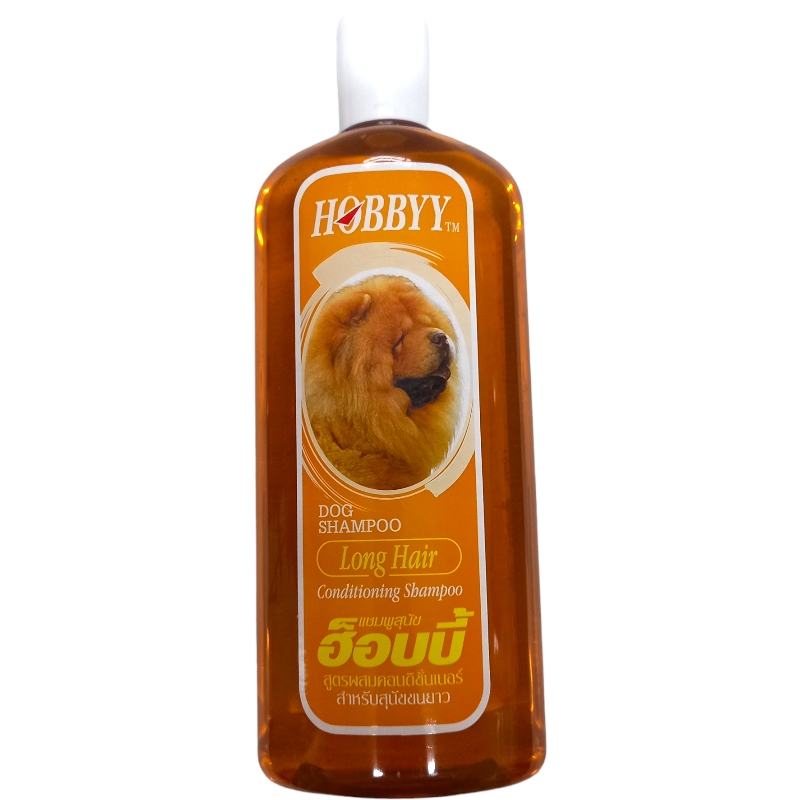 HOBBYY TM
DOG
SHAMPOO
Long Hair
Conditioning Shampoo
แชมพูสุนัข
ฮ็อบบี้
สูตรผสมคอนดิชั่นเนอร์
สำหรับสุนัขขนยาว